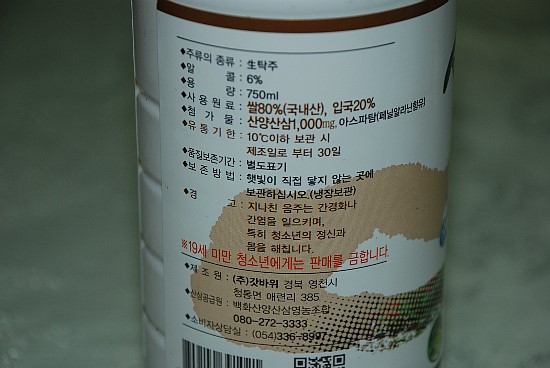 ◆주류의 종류 : 生탁주
◆알 콜 : 6%
◆용 량 : 750ml
◆사 용 원 료 : 쌀80%(국내산), 입국20%
◆첨 가 물 : 산양산삼1,000mg, 아스파탐(페닐알라닌함유)
◆유 통 기 한 : 10℃이하 보관 시
제조일로 부터 30일
◆품질보존기간 : 별도표기
◆보 존 방 법 : 햇빛이 직접 닿지 않는 곳에
보관하십시오.(냉장보관)
◆경 고 : 지나친 음주는 간경화나
간염을 일으키며,
특히 청소년의 정신과
몸을 해칩니다.
※19세 미만 청소년에게는 판매를 금합니다.
◆제 조 원 : (주)갓바위 경북 영천시
청통면 애련리 385
◆산삼공급원 : 백화산양산삼영농조합
080-272-3333
◆소비자상담실 : (054)336-8997